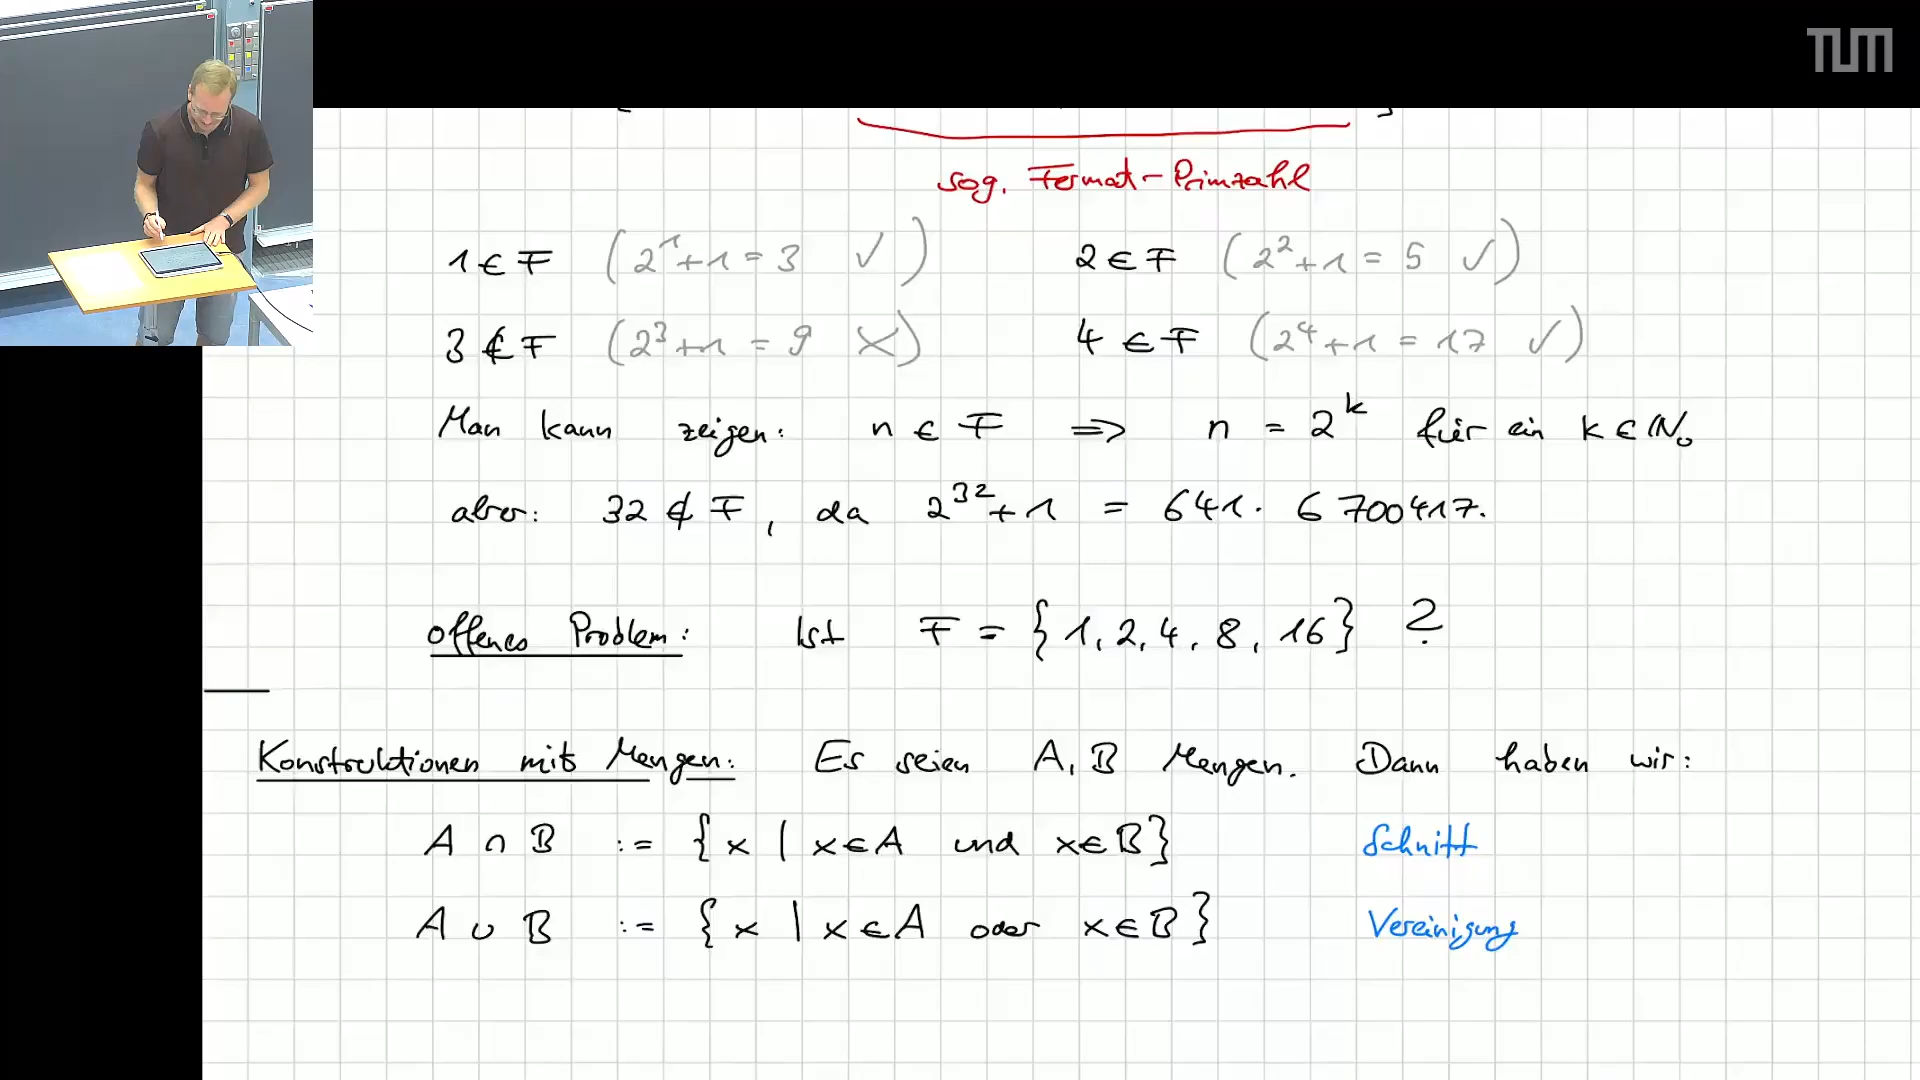 TUM
sog. Fermat-Primzahl
1 ∈ F (2¹+1 = 3 ✓) 2 ∈ F (2²+1 = 5 ✓)
3 ∉ F (2³+1 = 9 ✗) 4 ∈ F (2⁴+1 = 17 ✓)
Man kann zeigen: n ∈ F ⟹ n = 2ᵏ für ein k ∈ ℕ₀
aber: 32 ∉ F, da 2³²+1 = 641 · 6700417.
offenes Problem: Ist F = {1, 2, 4, 8, 16} ?
Konstruktionen mit Mengen: Es seien A, B Mengen. Dann haben wir:
A ∩ B := {x | x ∈ A und x ∈ B} Schnitt
A ∪ B := {x | x ∈ A oder x ∈ B} Vereinigung